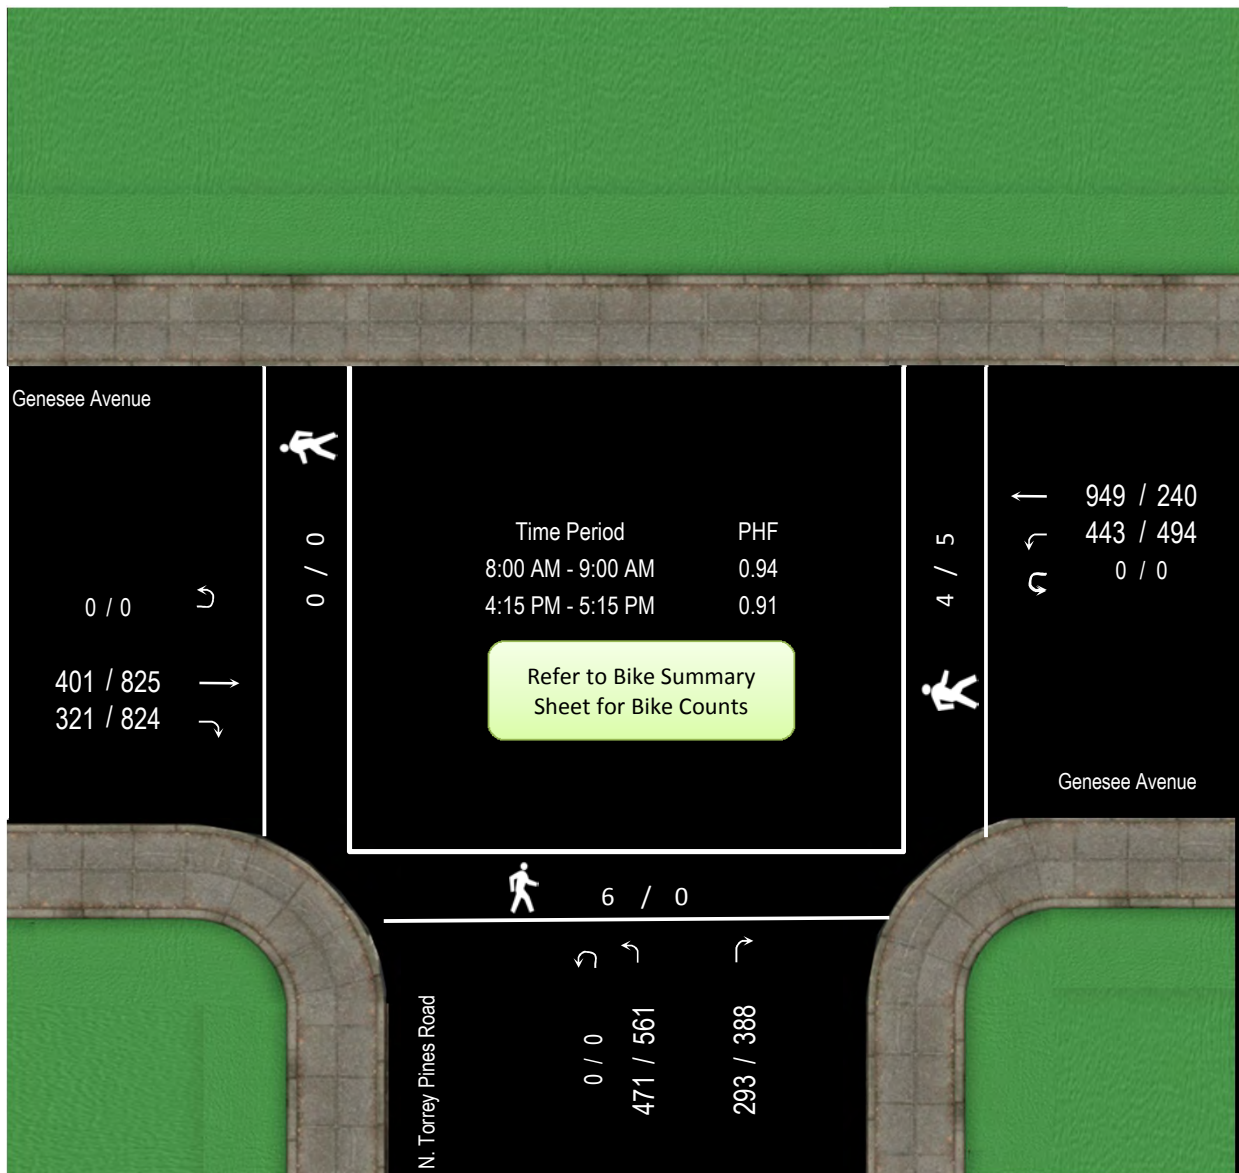 Genesee Avenue
0 / 0
401 / 825
321 / 824
0 / 0
Time Period PHF
8:00 AM - 9:00 AM 0.94
4:15 PM - 5:15 PM 0.91
Refer to Bike Summary
Sheet for Bike Counts
4 / 5
949 / 240
443 / 494
0 / 0
Genesee Avenue
6 / 0
N. Torrey Pines Road
0 / 0
471 / 561
293 / 388